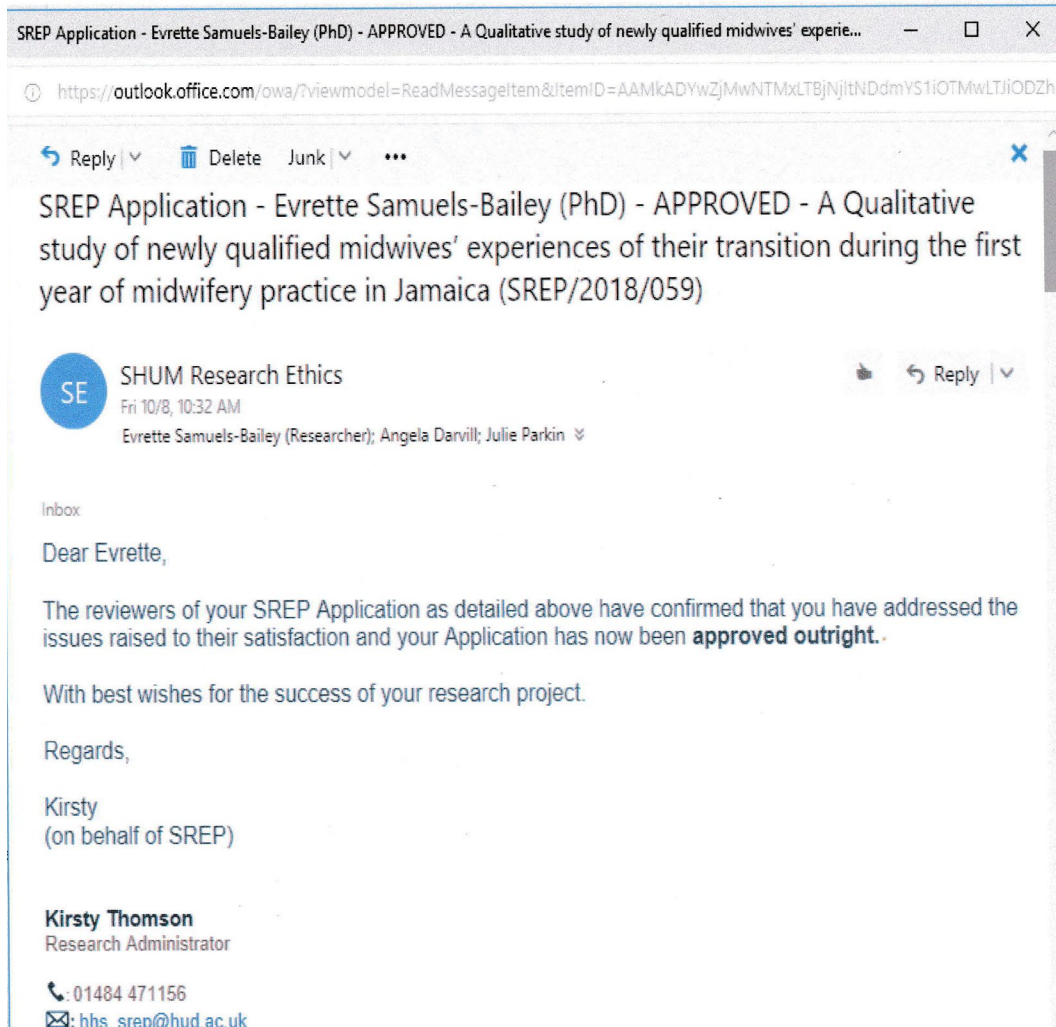 SREP Application - Evrette Samuels-Bailey (PhD) - APPROVED - A Qualitative study of newly qualified midwives' experie...
https://outlook.office.com/owa/?viewmodel=ReadMessageItem&ItemID=
Reply
Delete Junk
SREP Application - Evrette Samuels-Bailey (PhD) - APPROVED - A Qualitative
study of newly qualified midwives' experiences of their transition during the first
year of midwifery practice in Jamaica (SREP/2018/059)
SE
SHUM Research Ethics
Reply
Fri 10/8, 10:32 AM
Evrette Samuels-Bailey (Researcher); Angela Darvill; Julie Parkin
Inbox
Dear Evrette,
The reviewers of your SREP Application as detailed above have confirmed that you have addressed the
issues raised to their satisfaction and your Application has now been approved outright.
With best wishes for the success of your research project.
Regards,
Kirsty
(on behalf of SREP)
Kirsty Thomson
Research Administrator
: 01484 471156
: hhs_srep@hud.ac.uk